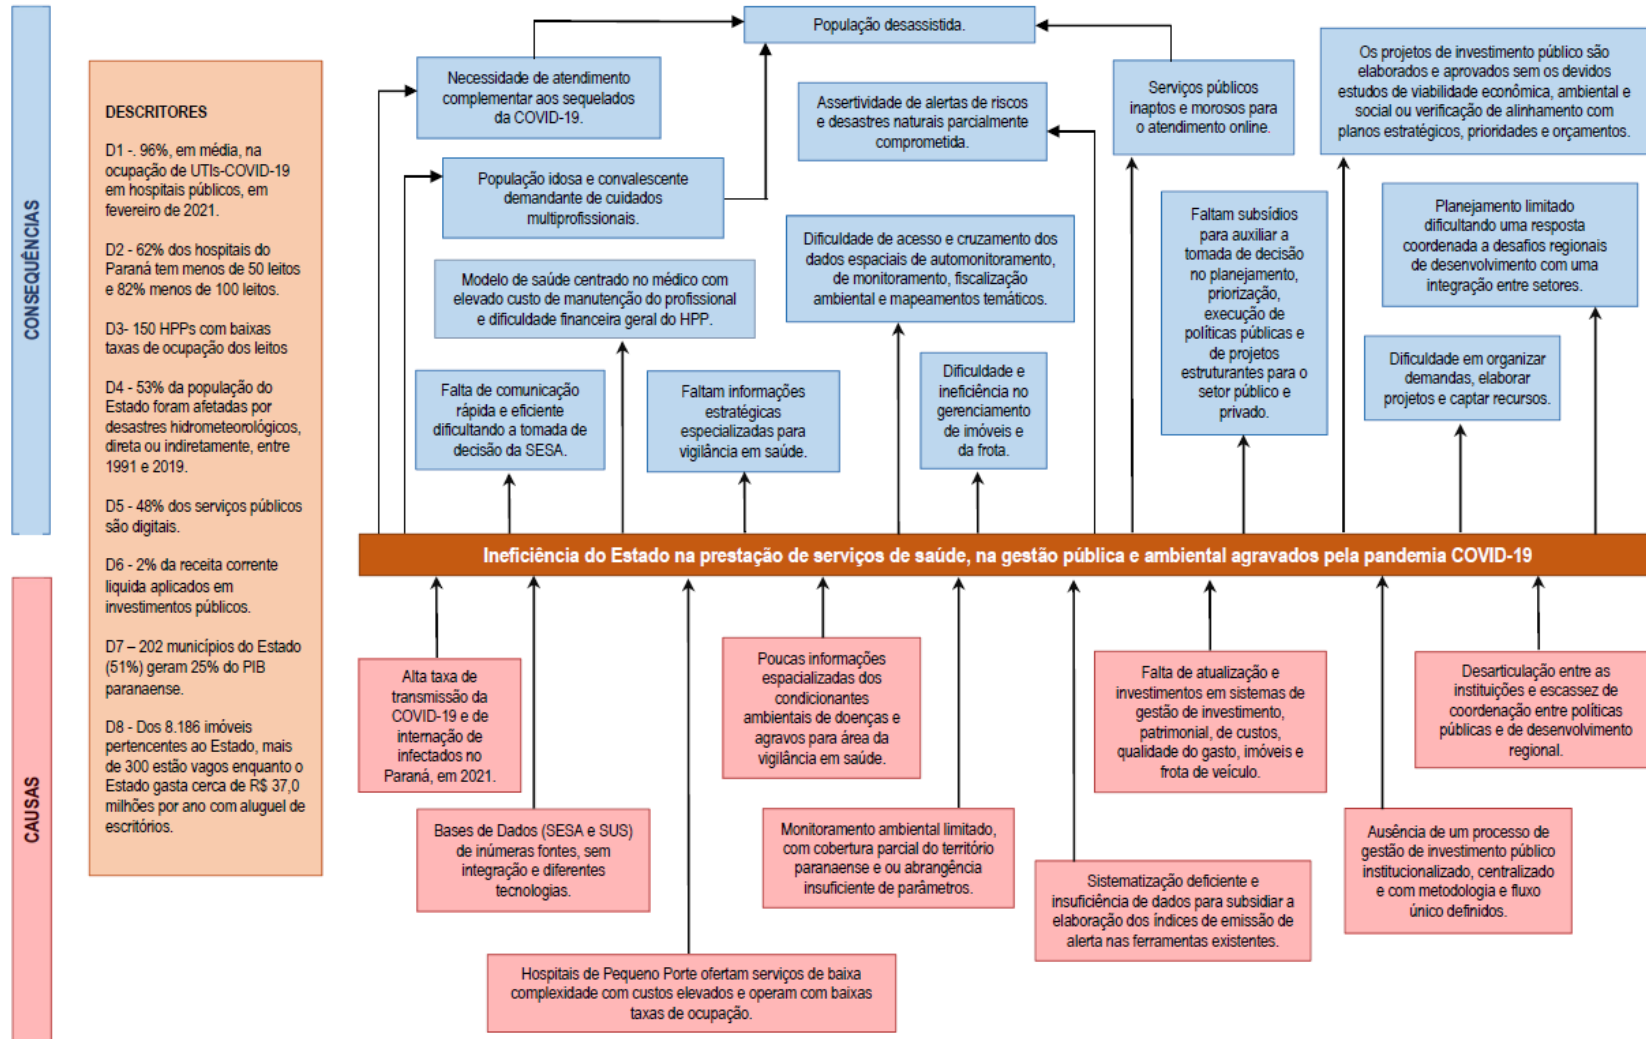 CONSEQUÊNCIAS
CAUSAS
DESCRITORES
D1 -. 96%, em média, na
ocupação de UTIs-COVID-19
em hospitais públicos, em
fevereiro de 2021.
D2 - 62% dos hospitais do
Paraná tem menos de 50 leitos
e 82% menos de 100 leitos.
D3- 150 HPPs com baixas
taxas de ocupação dos leitos
D4 - 53% da população do
Estado foram afetadas por
desastres hidrometeorológicos,
direta ou indiretamente, entre
1991 e 2019.
D5 - 48% dos serviços públicos
são digitais.
D6 - 2% da receita corrente
liquida aplicados em
investimentos públicos.
D7 – 202 municípios do Estado
(51%) geram 25% do PIB
paranaense.
D8 - Dos 8.186 imóveis
pertencentes ao Estado, mais
de 300 estão vagos enquanto o
Estado gasta cerca de R$ 37,0
milhões por ano com aluguel de
escritórios.
População desassistida.
Necessidade de atendimento
complementar aos sequelados
da COVID-19.
Assertividade de alertas de riscos
e desastres naturais parcialmente
comprometida.
Serviços públicos
inaptos e morosos para
o atendimento online.
Os projetos de investimento público são
elaborados e aprovados sem os devidos
estudos de viabilidade econômica, ambiental e
social ou verificação de alinhamento com
planos estratégicos, prioridades e orçamentos.
População idosa e convalescente
demandante de cuidados
multiprofissionais.
Dificuldade de acesso e cruzamento dos
dados espaciais de automonitoramento,
de monitoramento, fiscalização
ambiental e mapeamentos temáticos.
Faltam subsídios
para auxiliar a
tomada de decisão
no planejamento,
priorização,
execução de
políticas públicas e
de projetos
estruturantes para o
setor público e
privado.
Planejamento limitado
dificultando uma resposta
coordenada a desafios regionais
de desenvolvimento com uma
integração entre setores.
Modelo de saúde centrado no médico com
elevado custo de manutenção do profissional
e dificuldade financeira geral do HPP.
Falta de comunicação
rápida e eficiente
dificultando a tomada de
decisão da SESA.
Faltam informações
estratégicas
especializadas para
vigilância em saúde.
Dificuldade e
ineficiência no
gerenciamento
de imóveis e
da frota.
Dificuldade em organizar
demandas, elaborar
projetos e captar recursos.
Ineficiência do Estado na prestação de serviços de saúde, na gestão pública e ambiental agravados pela pandemia COVID-19
Alta taxa de
transmissão da
COVID-19 e de
internação de
infectados no
Paraná, em 2021.
Poucas informações
espacializadas dos
condicionantes
ambientais de doenças e
agravos para área da
vigilância em saúde.
Falta de atualização e
investimentos em sistemas de
gestão de investimento,
patrimonial, de custos,
qualidade do gasto, imóveis e
frota de veículo.
Desarticulação entre as
instituições e escassez de
coordenação entre políticas
públicas e de desenvolvimento
regional.
Bases de Dados (SESA e SUS)
de inúmeras fontes, sem
integração e diferentes
tecnologias.
Monitoramento ambiental limitado,
com cobertura parcial do território
paranaense e ou abrangência
insuficiente de parâmetros.
Sistematização deficiente e
insuficiência de dados para subsidiar a
elaboração dos índices de emissão de
alerta nas ferramentas existentes.
Ausência de um processo de
gestão de investimento público
institucionalizado, centralizado
e com metodologia e fluxo
único definidos.
Hospitais de Pequeno Porte ofertam serviços de baixa
complexidade com custos elevados e operam com baixas
taxas de ocupação.